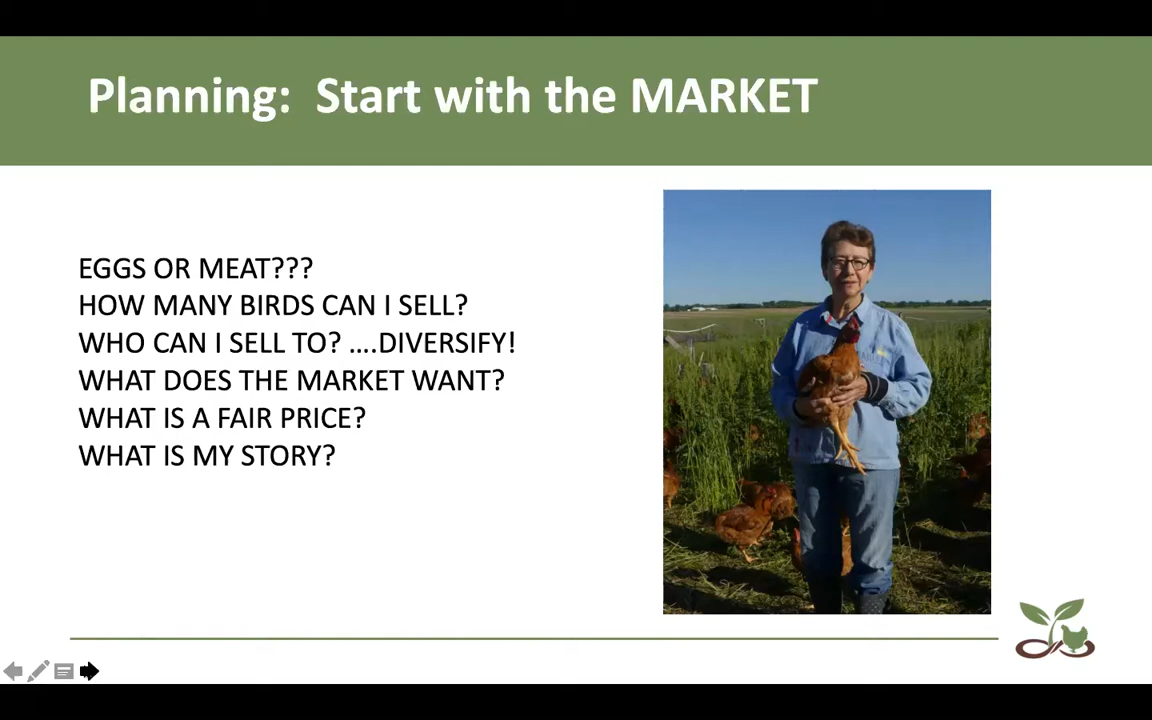 Planning:  Start with the MARKET
EGGS OR MEAT???
HOW MANY BIRDS CAN I SELL?
WHO CAN I SELL TO? ....DIVERSIFY!
WHAT DOES THE MARKET WANT?
WHAT IS A FAIR PRICE?
WHAT IS MY STORY?